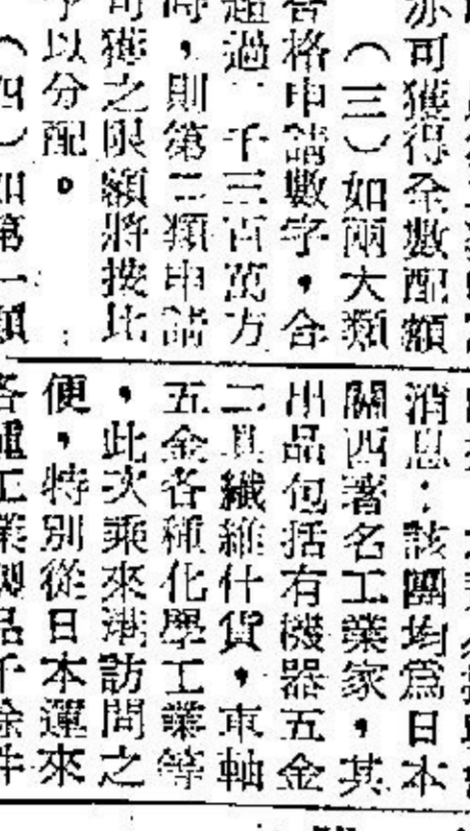 亦可獲得全數配額
（三）如兩大類
合格申請數字，合
超過一千三百萬方
時，則第二類申請
可獲之限額將按比
予以分配。
（四）如第一類
消息：該團均為日本
關西著名工業家，其
出品包括有機器五金
工具纖維什貨，車軸
五金各種化學工業等
，此次乘來港訪問之
便，特別從日本運來
各種工業製品千餘件